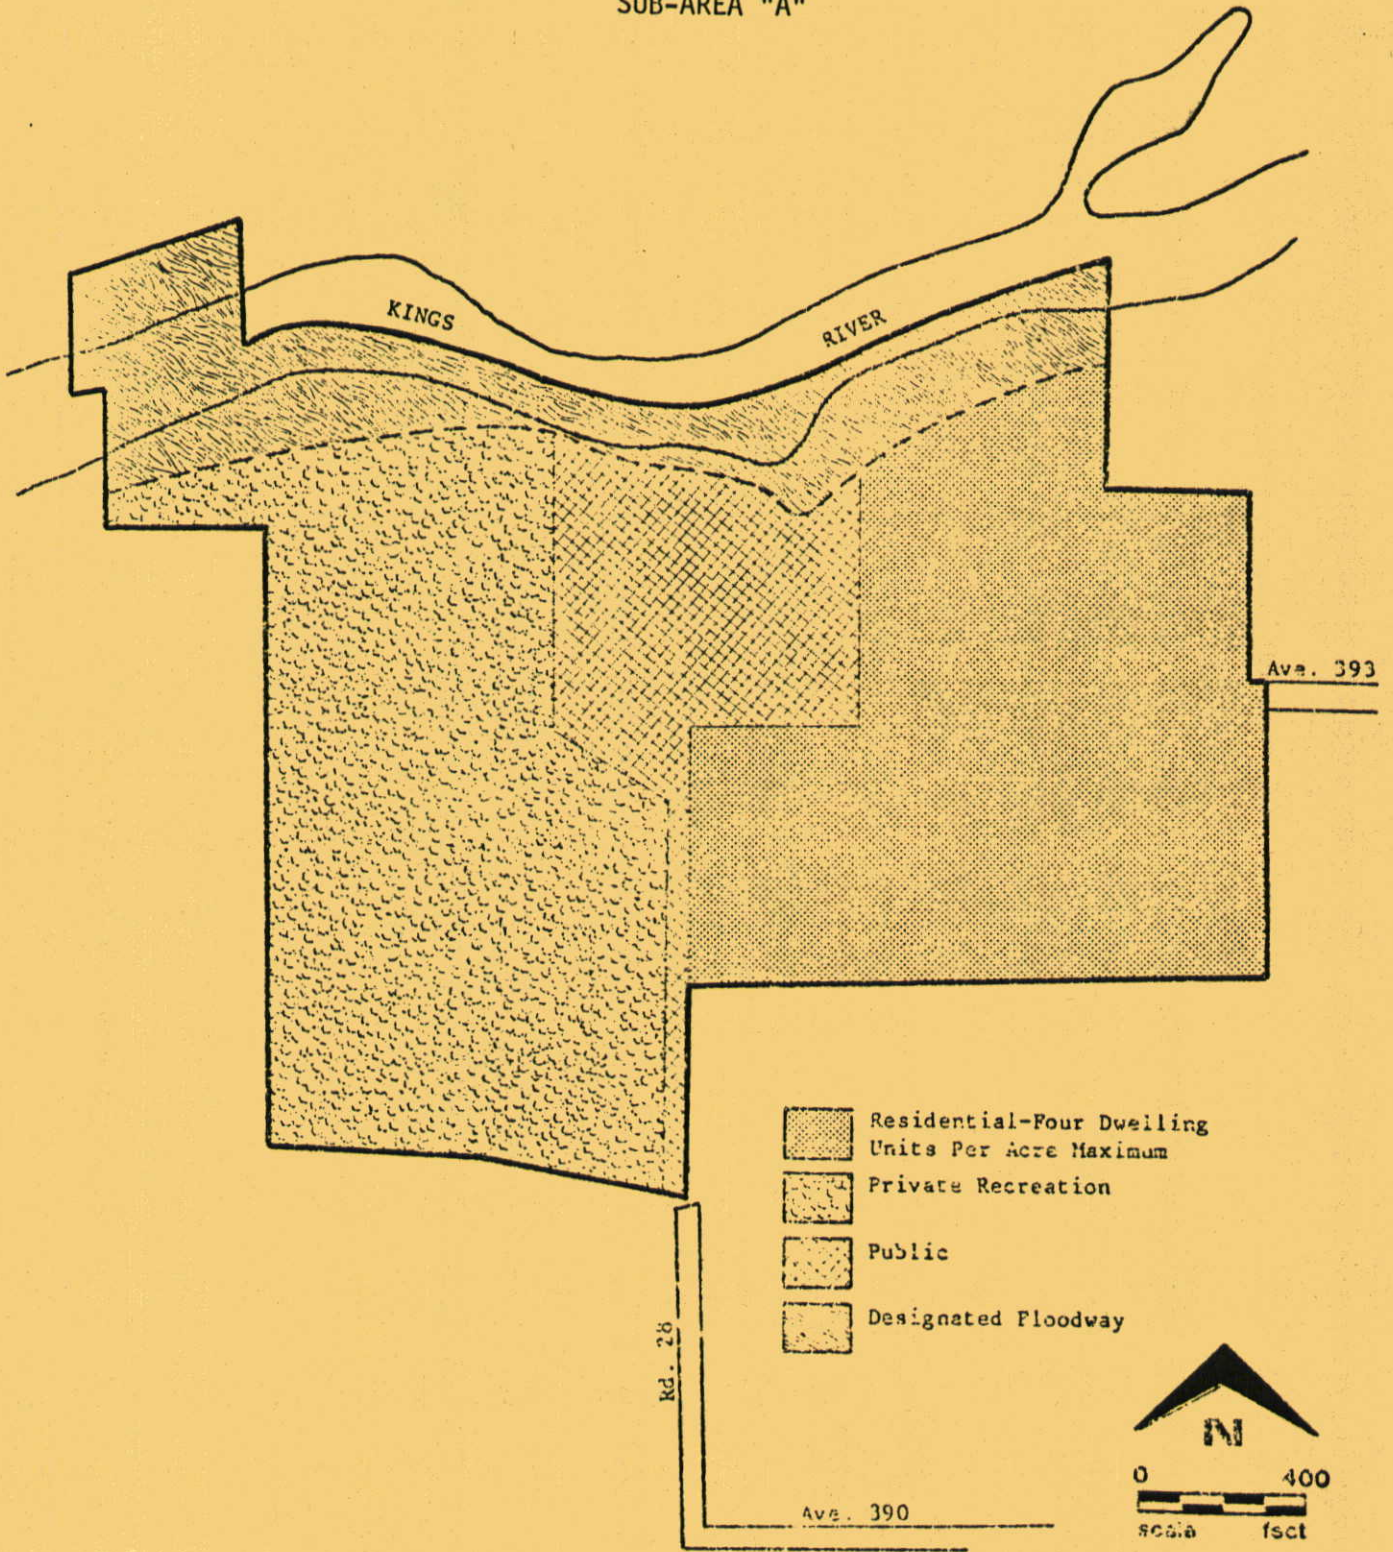 SUB-AREA "A"
KINGS
RIVER
Ave. 393
Residential-Four Dwelling
Units Per Acre Maximum
Private Recreation
Public
Designated Floodway
Rd. 28
N
0 400
scale feet
Ave. 390